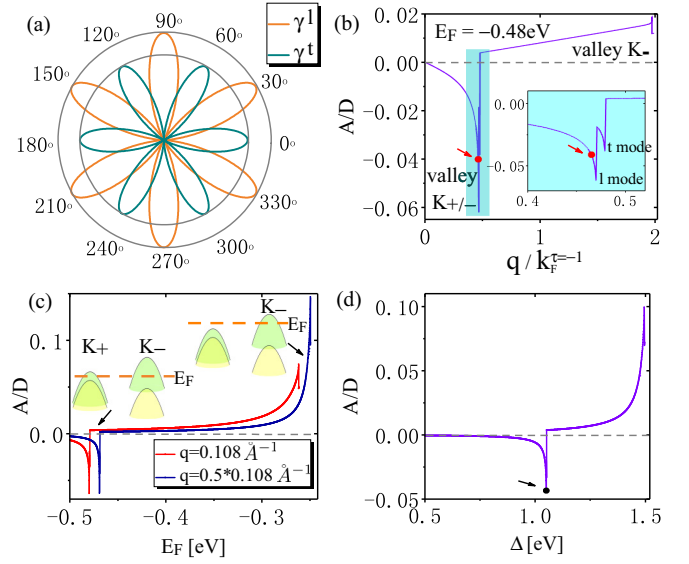 (a)
90°
60°
30°
0°
330°
300°
270°
240°
210°
180°
150°
120°
γ^l
γ^t
(b)
E_F = −0.48eV
valley K-
valley
K+/−
A/D
0.02
0.00
−0.02
−0.04
−0.06
0
1
2
q / k_F^{τ=−1}
0.00
−0.05
0.4
0.5
t mode
l mode
(c)
K+
K−
E_F
K−
E_F
A/D
0.1
0.0
−0.5
−0.4
−0.3
E_F [eV]
q=0.108 Å^{−1}
q=0.5*0.108 Å^{−1}
(d)
A/D
0.10
0.05
0.00
−0.05
0.5
1.0
1.5
Δ [eV]